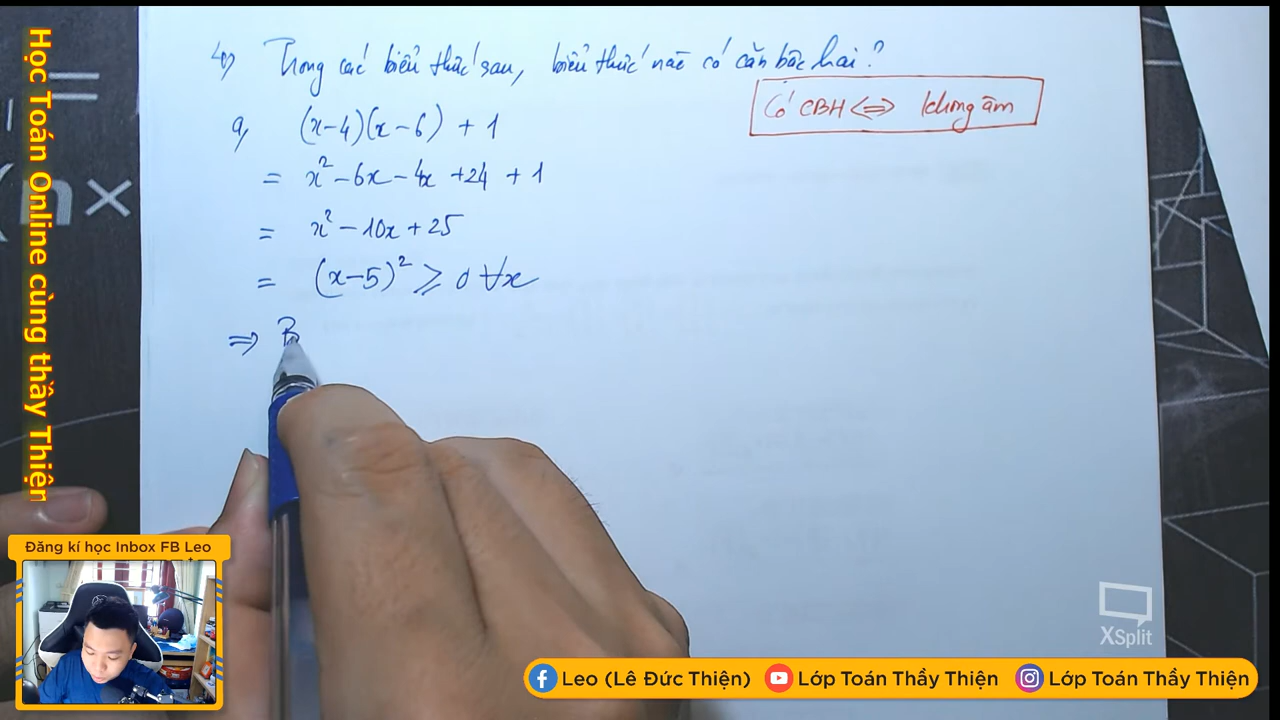 4) Trong các biểu thức sau, biểu thức nào có căn bậc hai?
Có CBH <=> không âm
a, (x-4)(x-6) + 1
= x² - 6x - 4x + 24 + 1
= x² - 10x + 25
= (x-5)² ⩾ 0 ∀x
=> B
Học Toán Online cùng thầy Thiện
Đăng kí học Inbox FB Leo
XSplit
Leo (Lê Đức Thiện) Lớp Toán Thầy Thiện Lớp Toán Thầy Thiện